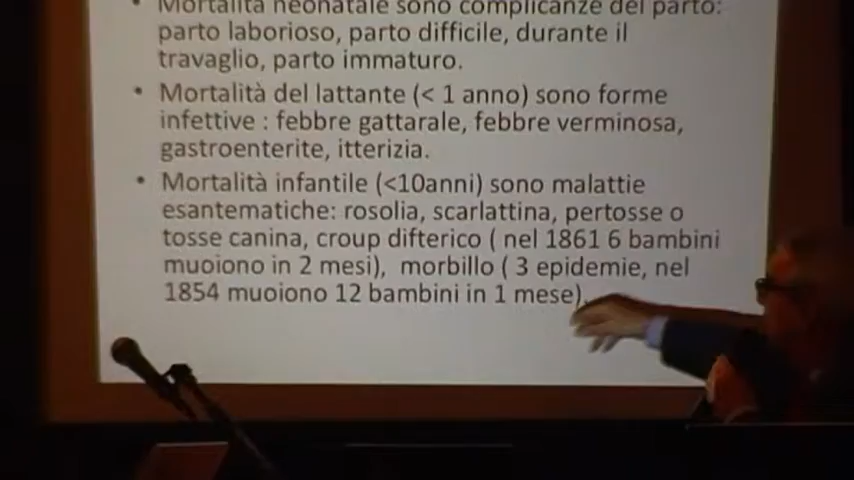 • Mortalità neonatale sono complicanze del parto:
parto laborioso, parto difficile, durante il
travaglio, parto immaturo.
• Mortalità del lattante (< 1 anno) sono forme
infettive : febbre gattarale, febbre verminosa,
gastroenterite, itterizia.
• Mortalità infantile (<10anni) sono malattie
esantematiche: rosolia, scarlattina, pertosse o
tosse canina, croup difterico ( nel 1861 6 bambini
muoiono in 2 mesi), morbillo ( 3 epidemie, nel
1854 muoiono 12 bambini in 1 mese).